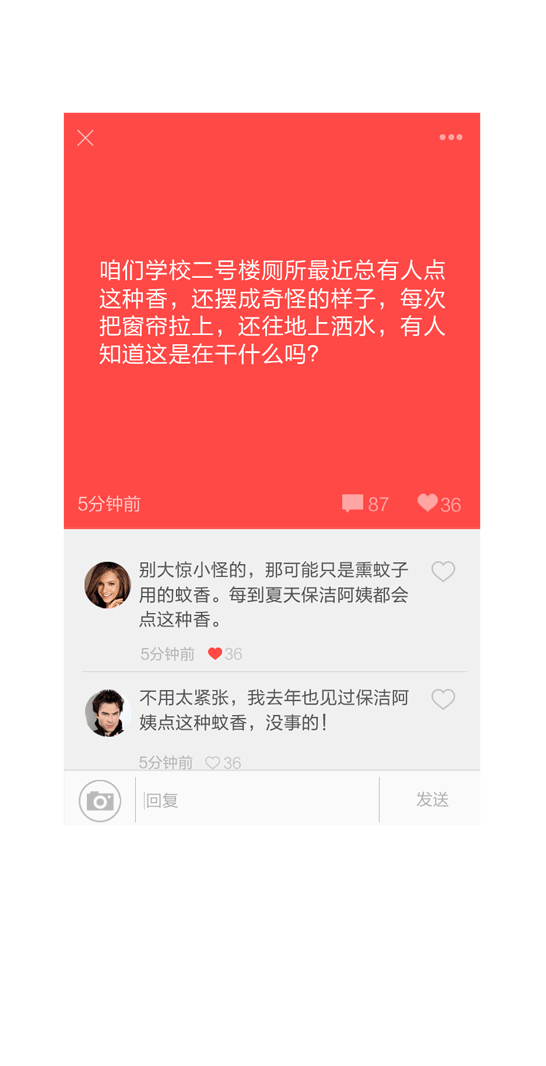 咱们学校二号楼厕所最近总有人点
这种香，还摆成奇怪的样子，每次
把窗帘拉上，还往地上洒水，有人
知道这是在干什么吗?
5分钟前 87 36
别大惊小怪的，那可能只是熏蚊子
用的蚊香。每到夏天保洁阿姨都会
点这种香。
5分钟前 36
不用太紧张，我去年也见过保洁阿
姨点这种蚊香，没事的！
5分钟前 36
回复 发送